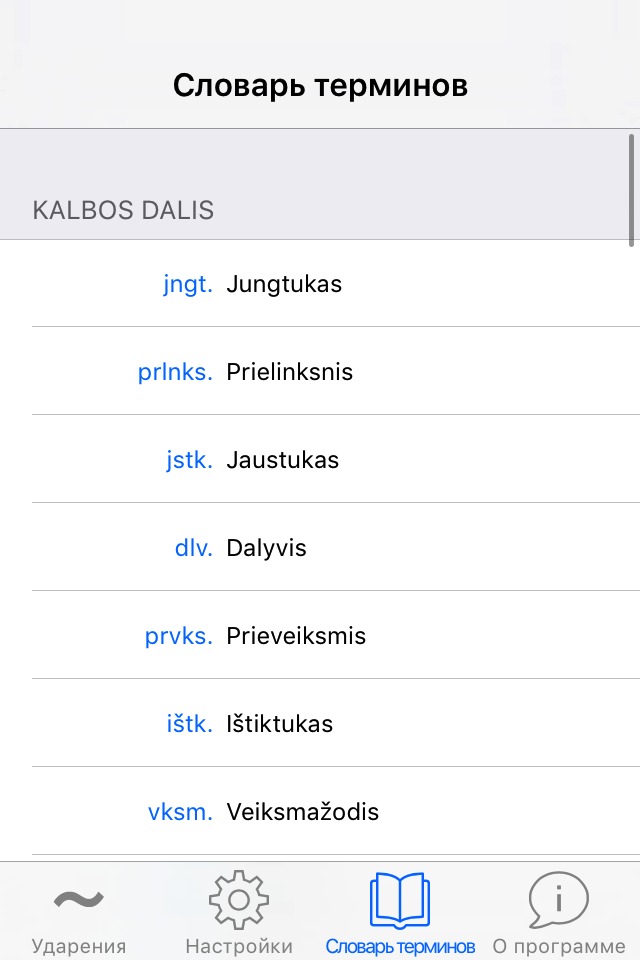 Словарь терминов
KALBOS DALIS
jngt. Jungtukas
prlnks. Prielinksnis
jstk. Jaustukas
dlv. Dalyvis
prvks. Prieveiksmis
ištk. Ištiktukas
vksm. Veiksmažodis
Ударения Настройки Словарь терминов О программе